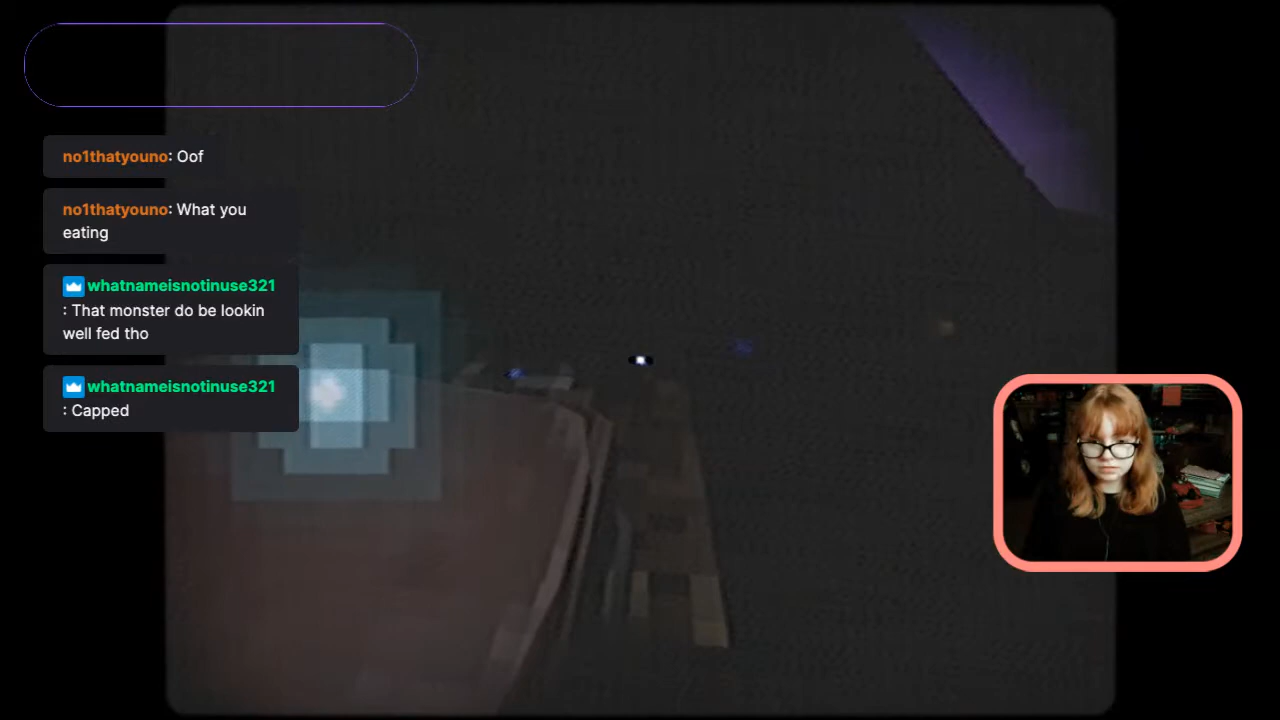 no1thatyouno: Oof
no1thatyouno: What you
eating
whatnameisnotinuse321
: That monster do be lookin
well fed tho
whatnameisnotinuse321
: Capped